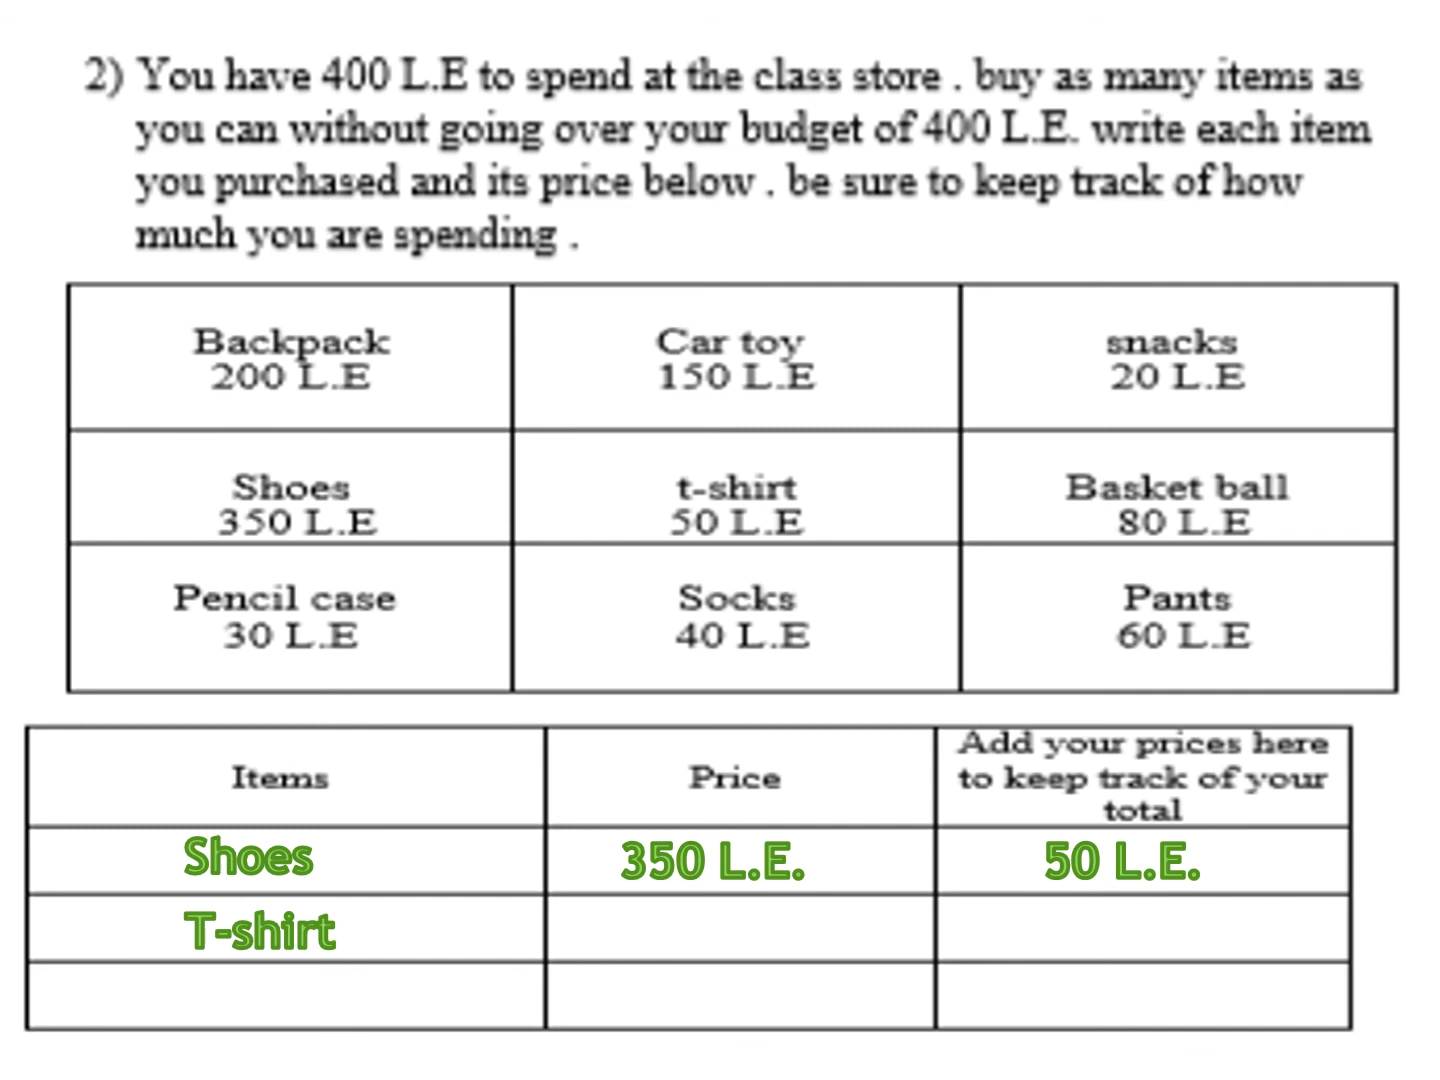 2) You have 400 L.E to spend at the class store . buy as many items as
you can without going over your budget of 400 L.E. write each item
you purchased and its price below . be sure to keep track of how
much you are spending .
Backpack
200 L.E
Car toy
150 L.E
snacks
20 L.E
Shoes
350 L.E
t-shirt
50 L.E
Basket ball
80 L.E
Pencil case
30 L.E
Socks
40 L.E
Pants
60 L.E
Items
Price
Add your prices here
to keep track of your
total
Shoes
350 L.E.
50 L.E.
T-shirt